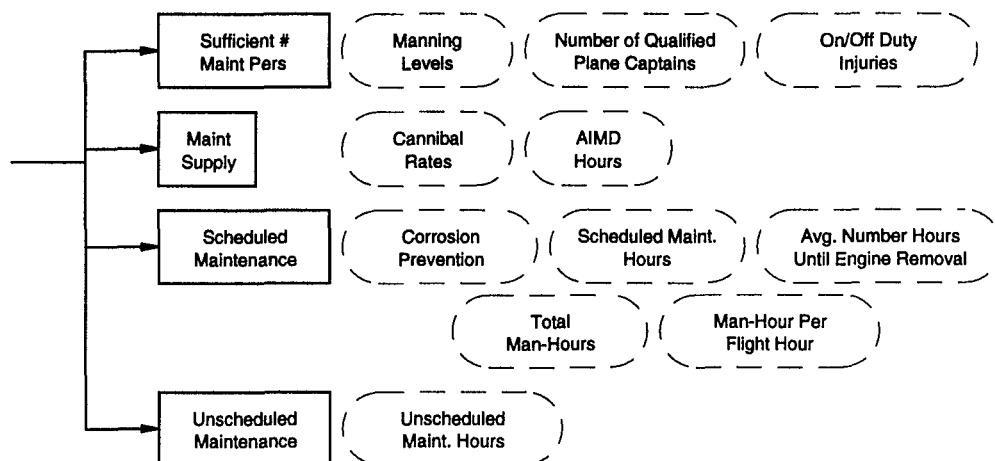 Sufficient #
Maint Pers
Manning
Levels
Number of Qualified
Plane Captains
On/Off Duty
Injuries
Maint
Supply
Cannibal
Rates
AIMD
Hours
Scheduled
Maintenance
Corrosion
Prevention
Scheduled Maint.
Hours
Avg. Number Hours
Until Engine Removal
Total
Man-Hours
Man-Hour Per
Flight Hour
Unscheduled
Maintenance
Unscheduled
Maint. Hours